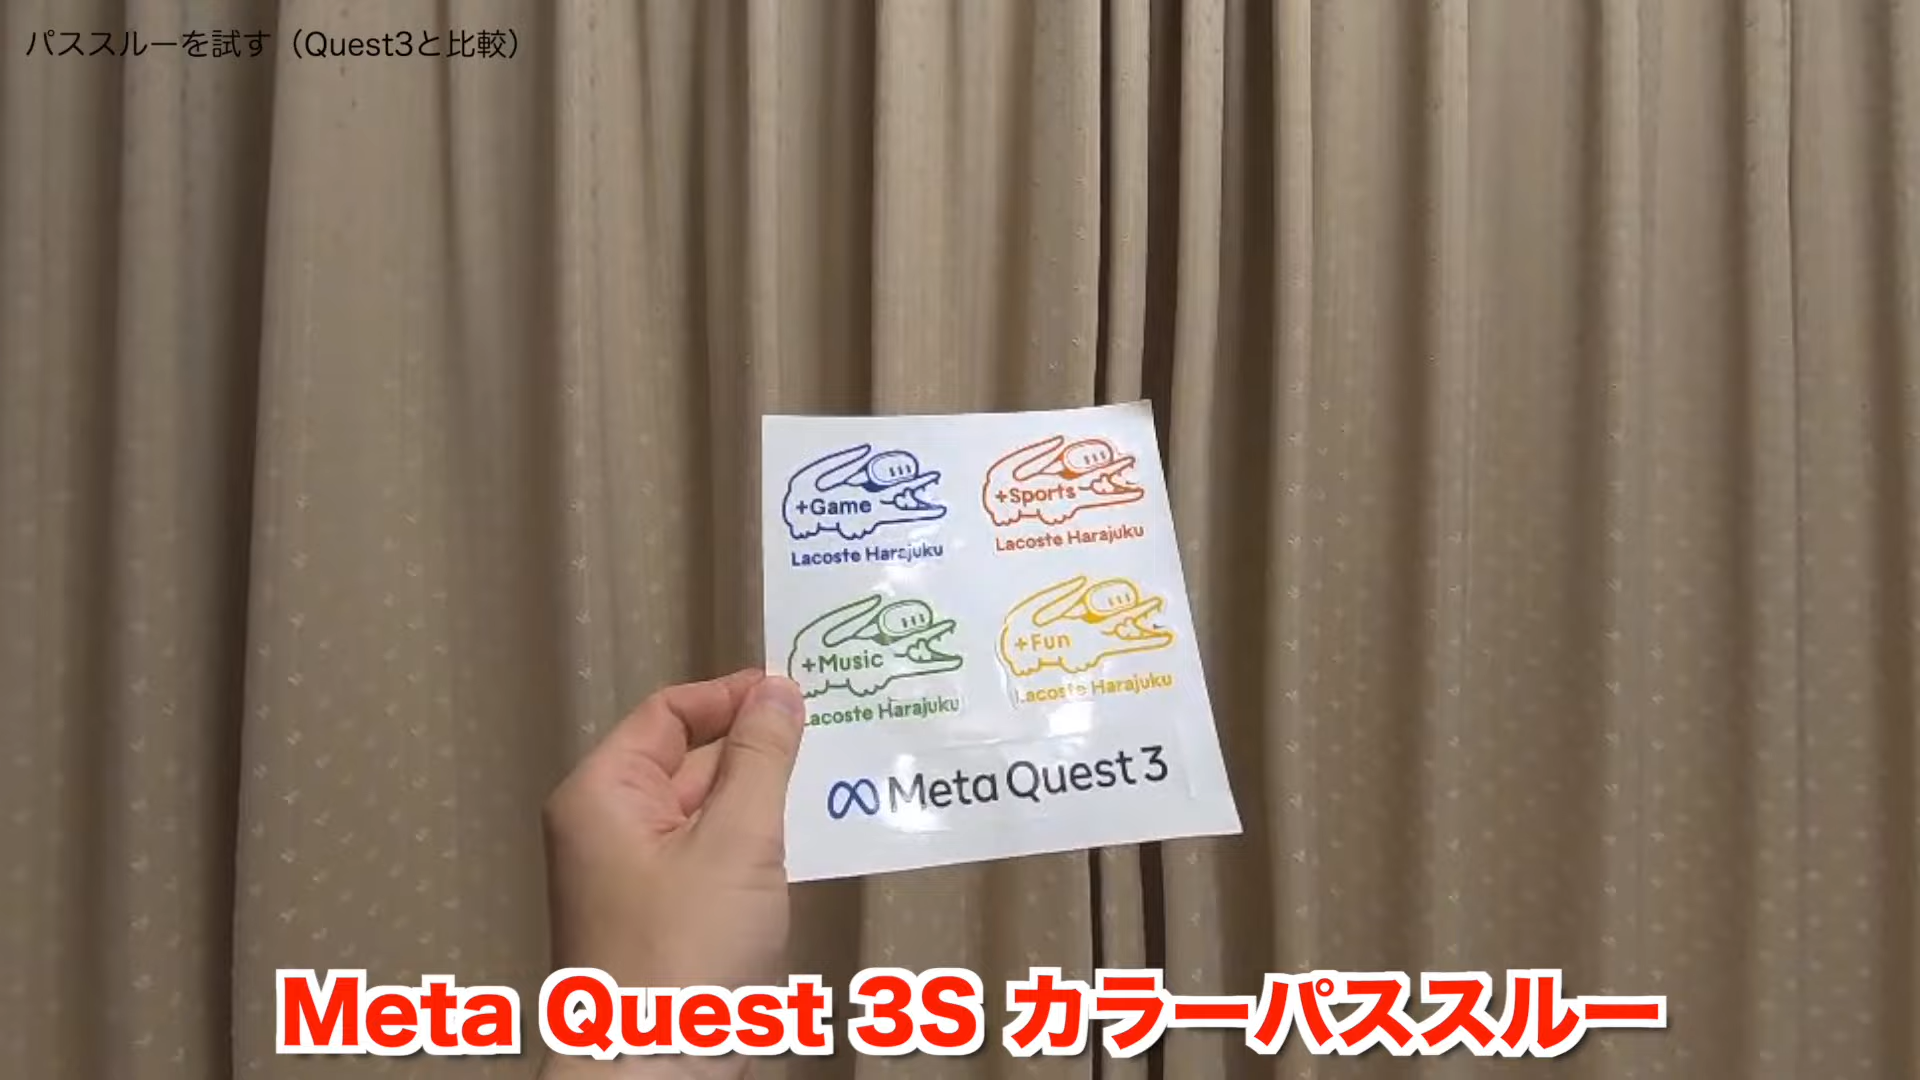 パススルーを試す（Quest3と比較）
+Game
Lacoste Harajuku
+Sports
Lacoste Harajuku
+Music
Lacoste Harajuku
+Fun
Lacoste Harajuku
Meta Quest 3
Meta Quest 3S カラーパススルー